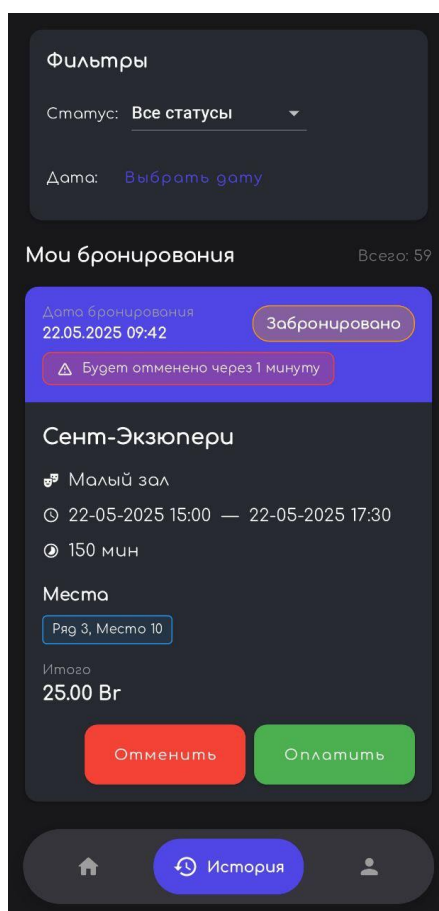 Фильтры
Статус: Все статусы
Дата: Выбрать дату
Мои бронирования Всего: 59
Дата бронирования
22.05.2025 09:42
Забронировано
Будет отменено через 1 минуту
Сент-Экзюпери
Малый зал
22-05-2025 15:00 — 22-05-2025 17:30
150 мин
Места
Ряд 3, Место 10
Итого
25.00 Br
Отменить Оплатить
История